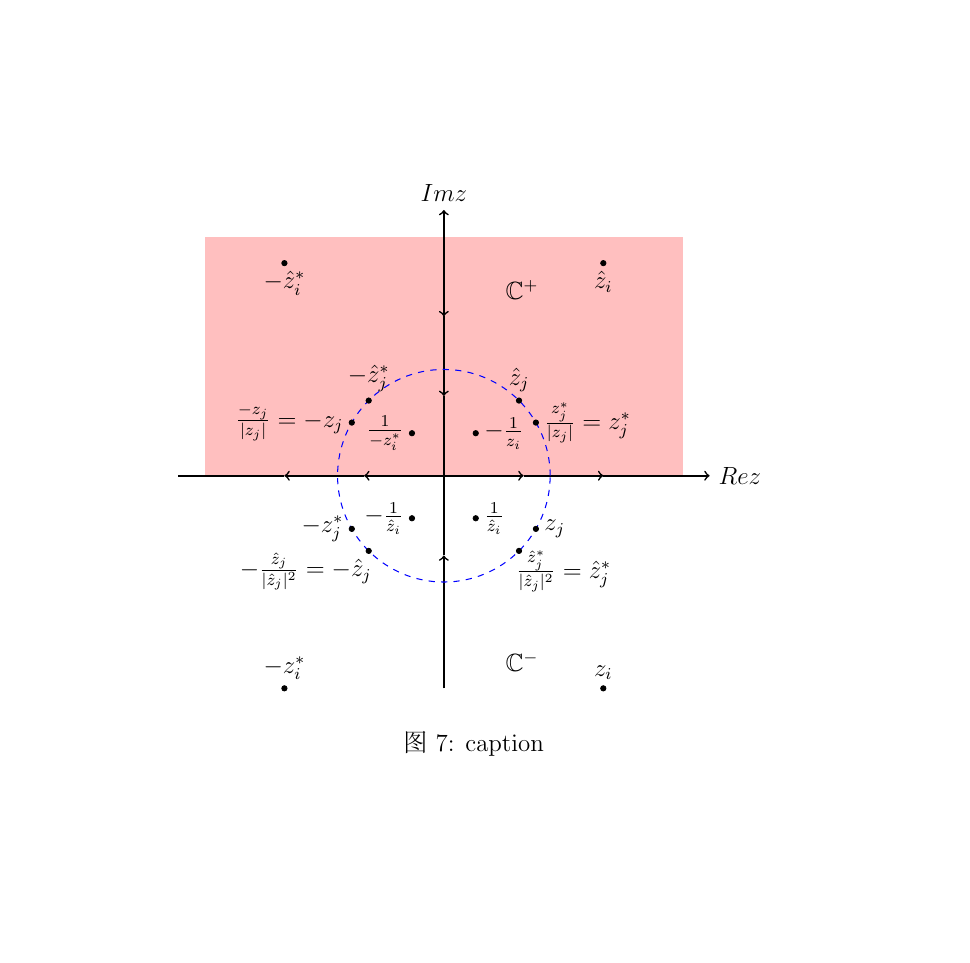 $Imz$
$-\hat{z}_i^*$
$\mathbb{C}^+$
$\hat{z}_i$
$-\hat{z}_j^*$
$\hat{z}_j$
$\frac{-z_j}{|z_j|} = -z_j$
$\frac{1}{-z_i^*}$
$-\frac{1}{z_i}$
$\frac{z_j^*}{|z_j|} = z_j^*$
$Rez$
$-z_j^*$
$-\frac{1}{\hat{z}_i}$
$\frac{1}{\hat{z}_i}$
$z_j$
$-\frac{\hat{z}_j}{|\hat{z}_j|^2} = -\hat{z}_j$
$\frac{\hat{z}_j^*}{|\hat{z}_j|^2} = \hat{z}_j^*$
$-z_i^*$
$\mathbb{C}^-$
$z_i$
图 7: caption